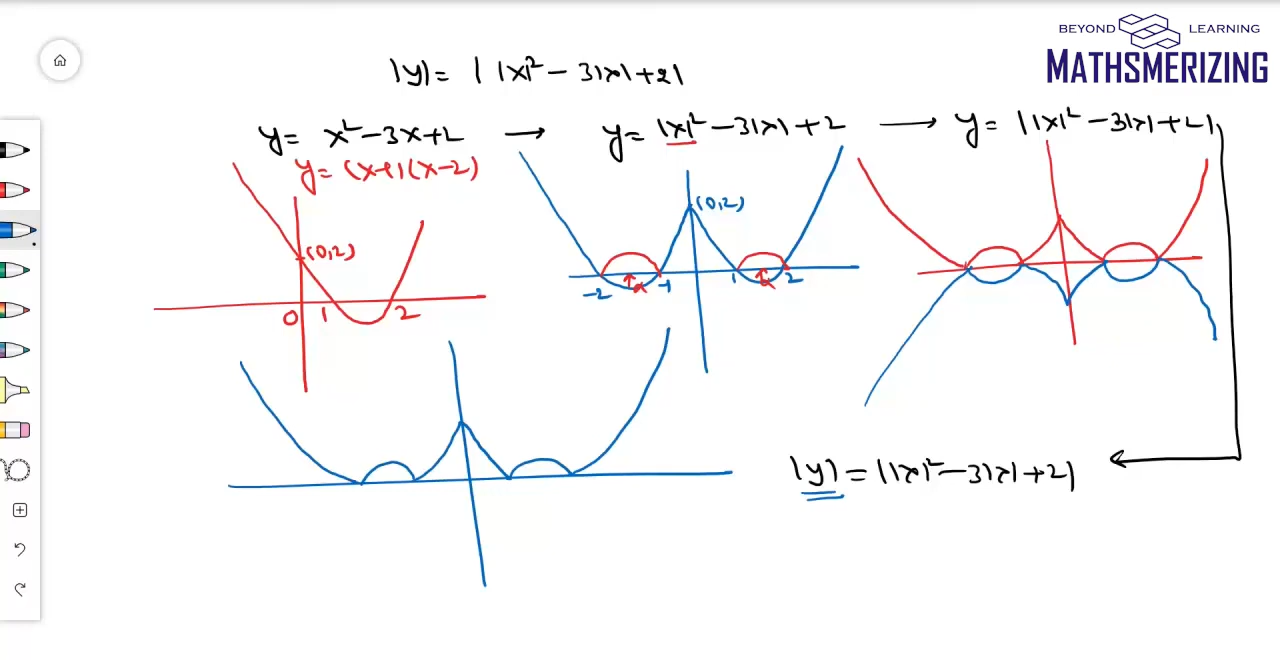 BEYOND LEARNING
MATHSMERIZING
|y| = | |x|² − 3|x| + 2|
y = x² − 3x + 2 → y = |x|² − 3|x| + 2 → y = ||x|² − 3|x| + 2|,
y = (x−1)(x−2)
(0,2)
(0,2)
0 1 2
−2 −1 1 2
|y| = ||x|² − 3|x| + 2|